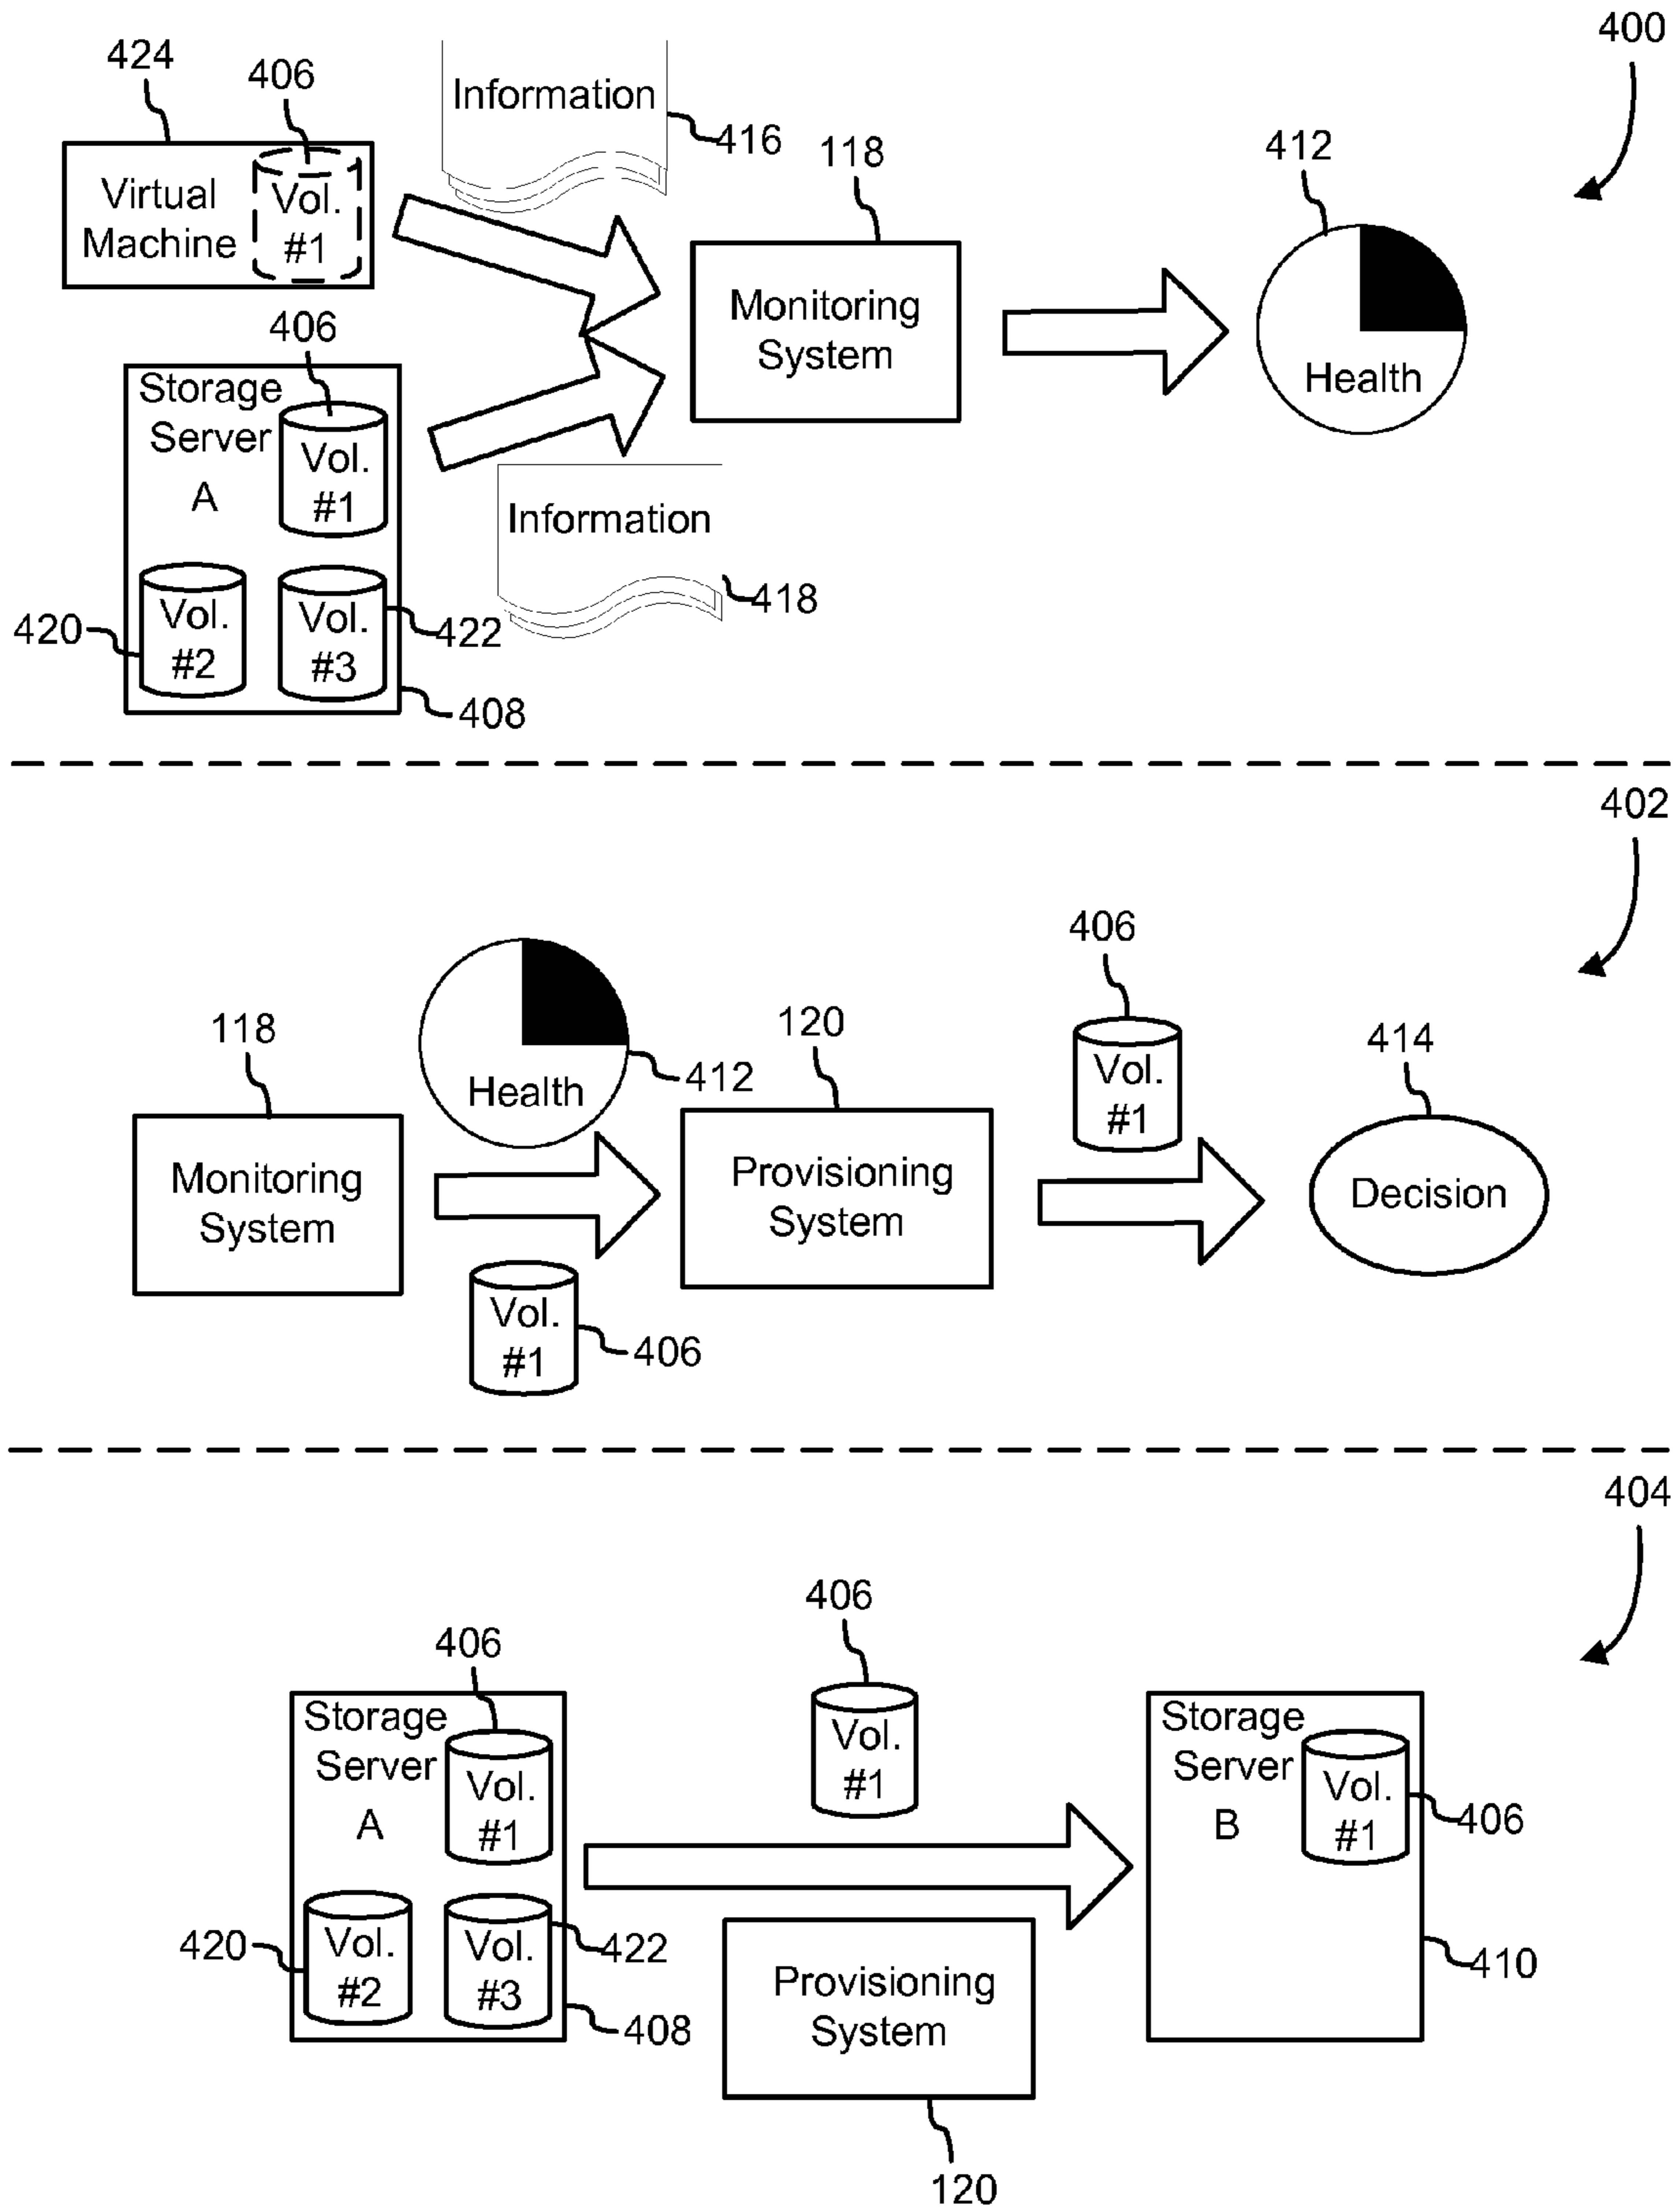 400
424
406
Information
416
118
412
Virtual
Machine
Vol.
#1
Monitoring
System
Health
406
Storage
Server
A
Vol.
#1
Information
418
420
Vol.
#2
Vol.
#3
422
408
402
406
118
Health
412
120
414
Vol.
#1
Monitoring
System
Provisioning
System
Decision
Vol.
#1
406
404
406
406
Storage
Server
A
Vol.
#1
Vol.
#1
Storage
Server
B
Vol.
#1
406
420
Vol.
#2
Vol.
#3
422
408
Provisioning
System
410
120